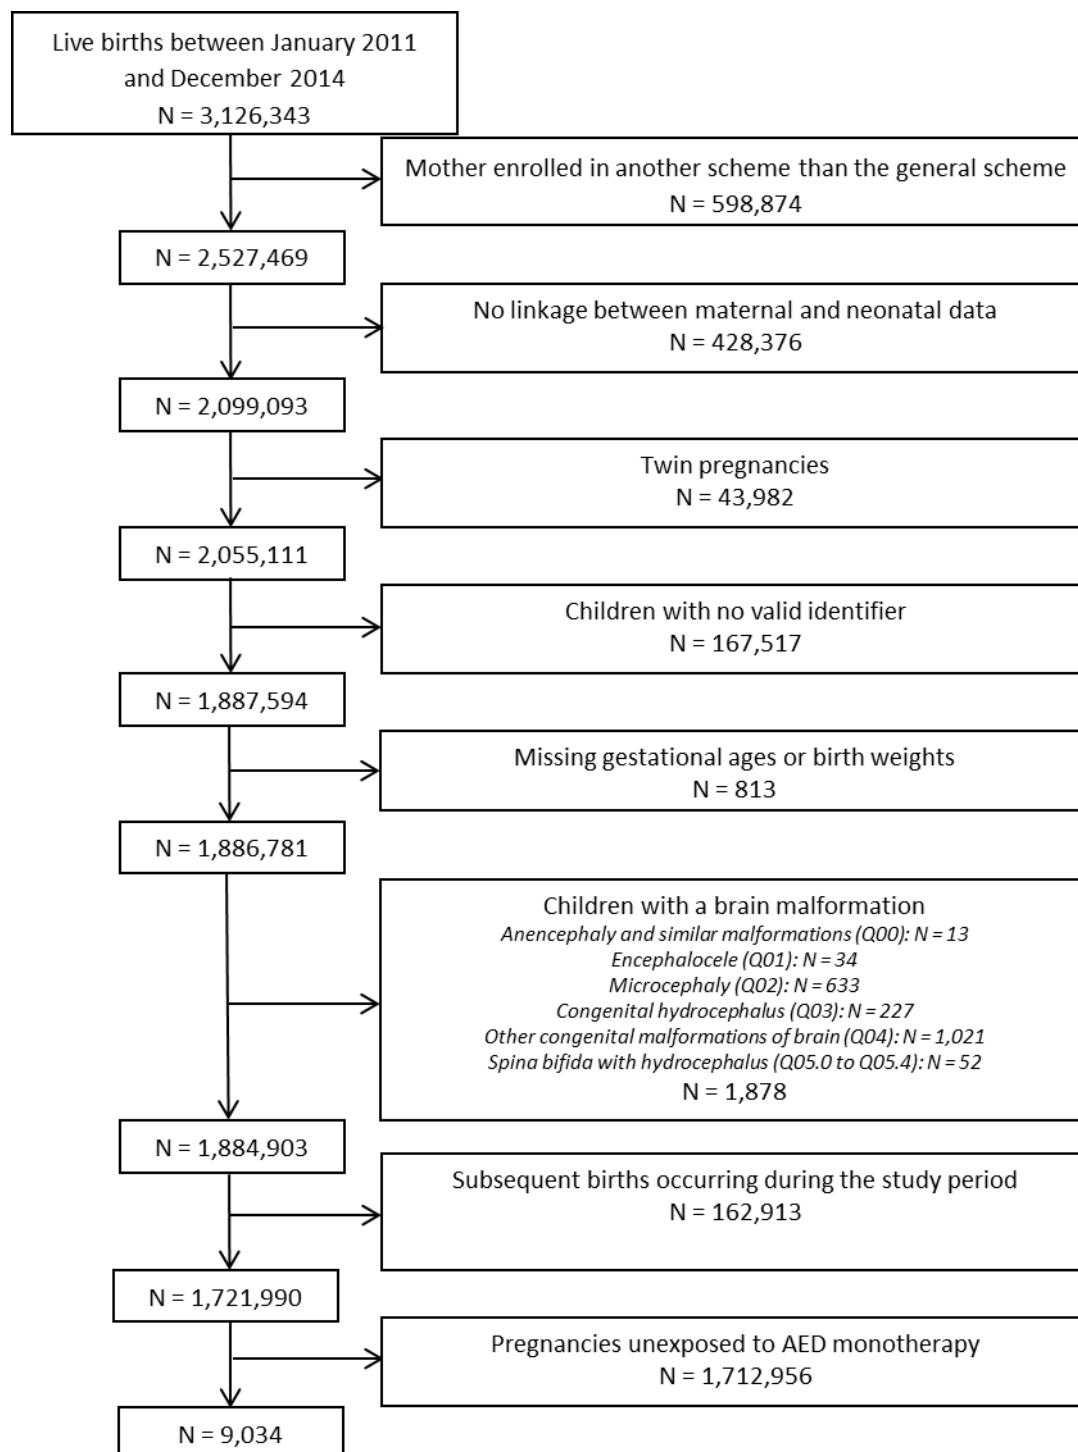 Live births between January 2011
and December 2014
N = 3,126,343
Mother enrolled in another scheme than the general scheme
N = 598,874
N = 2,527,469
No linkage between maternal and neonatal data
N = 428,376
N = 2,099,093
Twin pregnancies
N = 43,982
N = 2,055,111
Children with no valid identifier
N = 167,517
N = 1,887,594
Missing gestational ages or birth weights
N = 813
N = 1,886,781
Children with a brain malformation
Anencephaly and similar malformations (Q00): N = 13
Encephalocele (Q01): N = 34
Microcephaly (Q02): N = 633
Congenital hydrocephalus (Q03): N = 227
Other congenital malformations of brain (Q04): N = 1,021
Spina bifida with hydrocephalus (Q05.0 to Q05.4): N = 52
N = 1,878
N = 1,884,903
Subsequent births occurring during the study period
N = 162,913
N = 1,721,990
Pregnancies unexposed to AED monotherapy
N = 1,712,956
N = 9,034